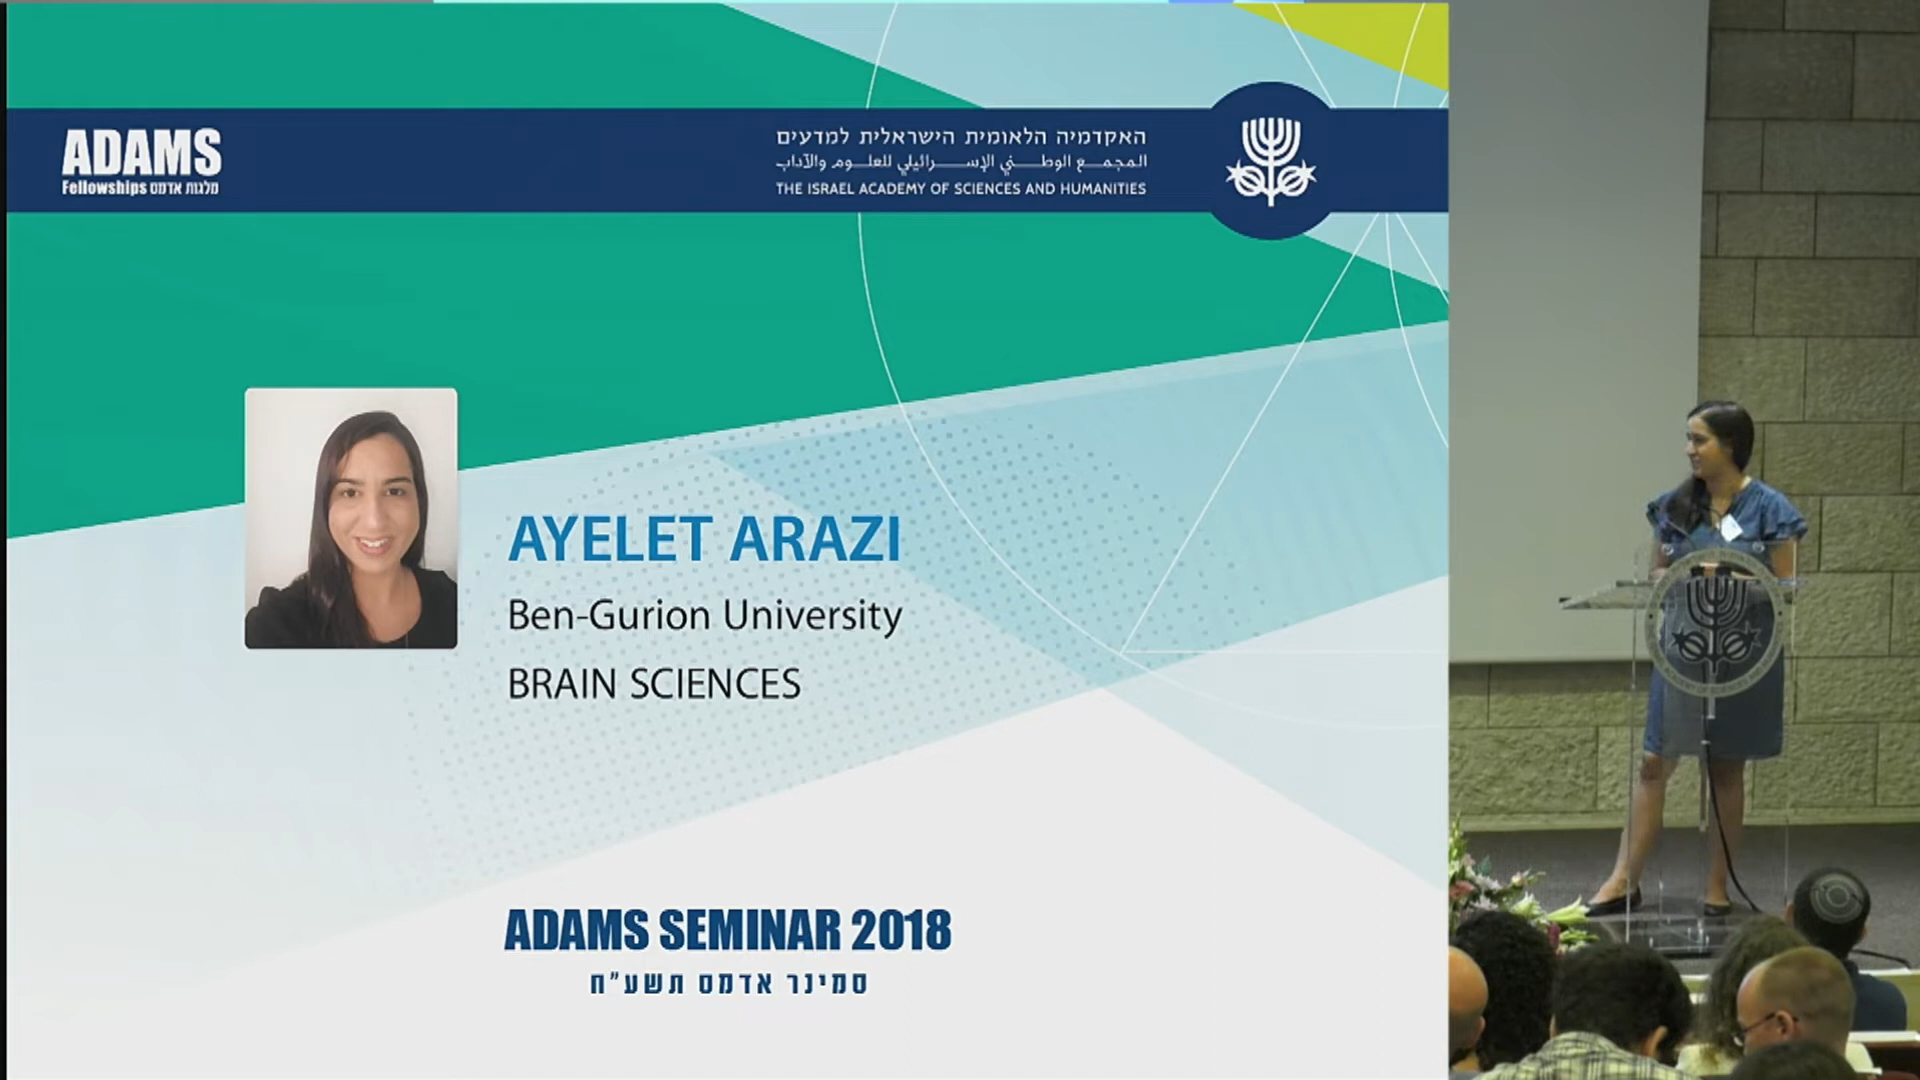 ADAMS
Fellowships מלגות אדמס
האקדמיה הלאומית הישראלית למדעים
المجمع الوطني الإسرائيلي للعلوم والآداب
THE ISRAEL ACADEMY OF SCIENCES AND HUMANITIES
AYELET ARAZI
Ben-Gurion University
BRAIN SCIENCES
ADAMS SEMINAR 2018
סמינר אדמס תשע"ח